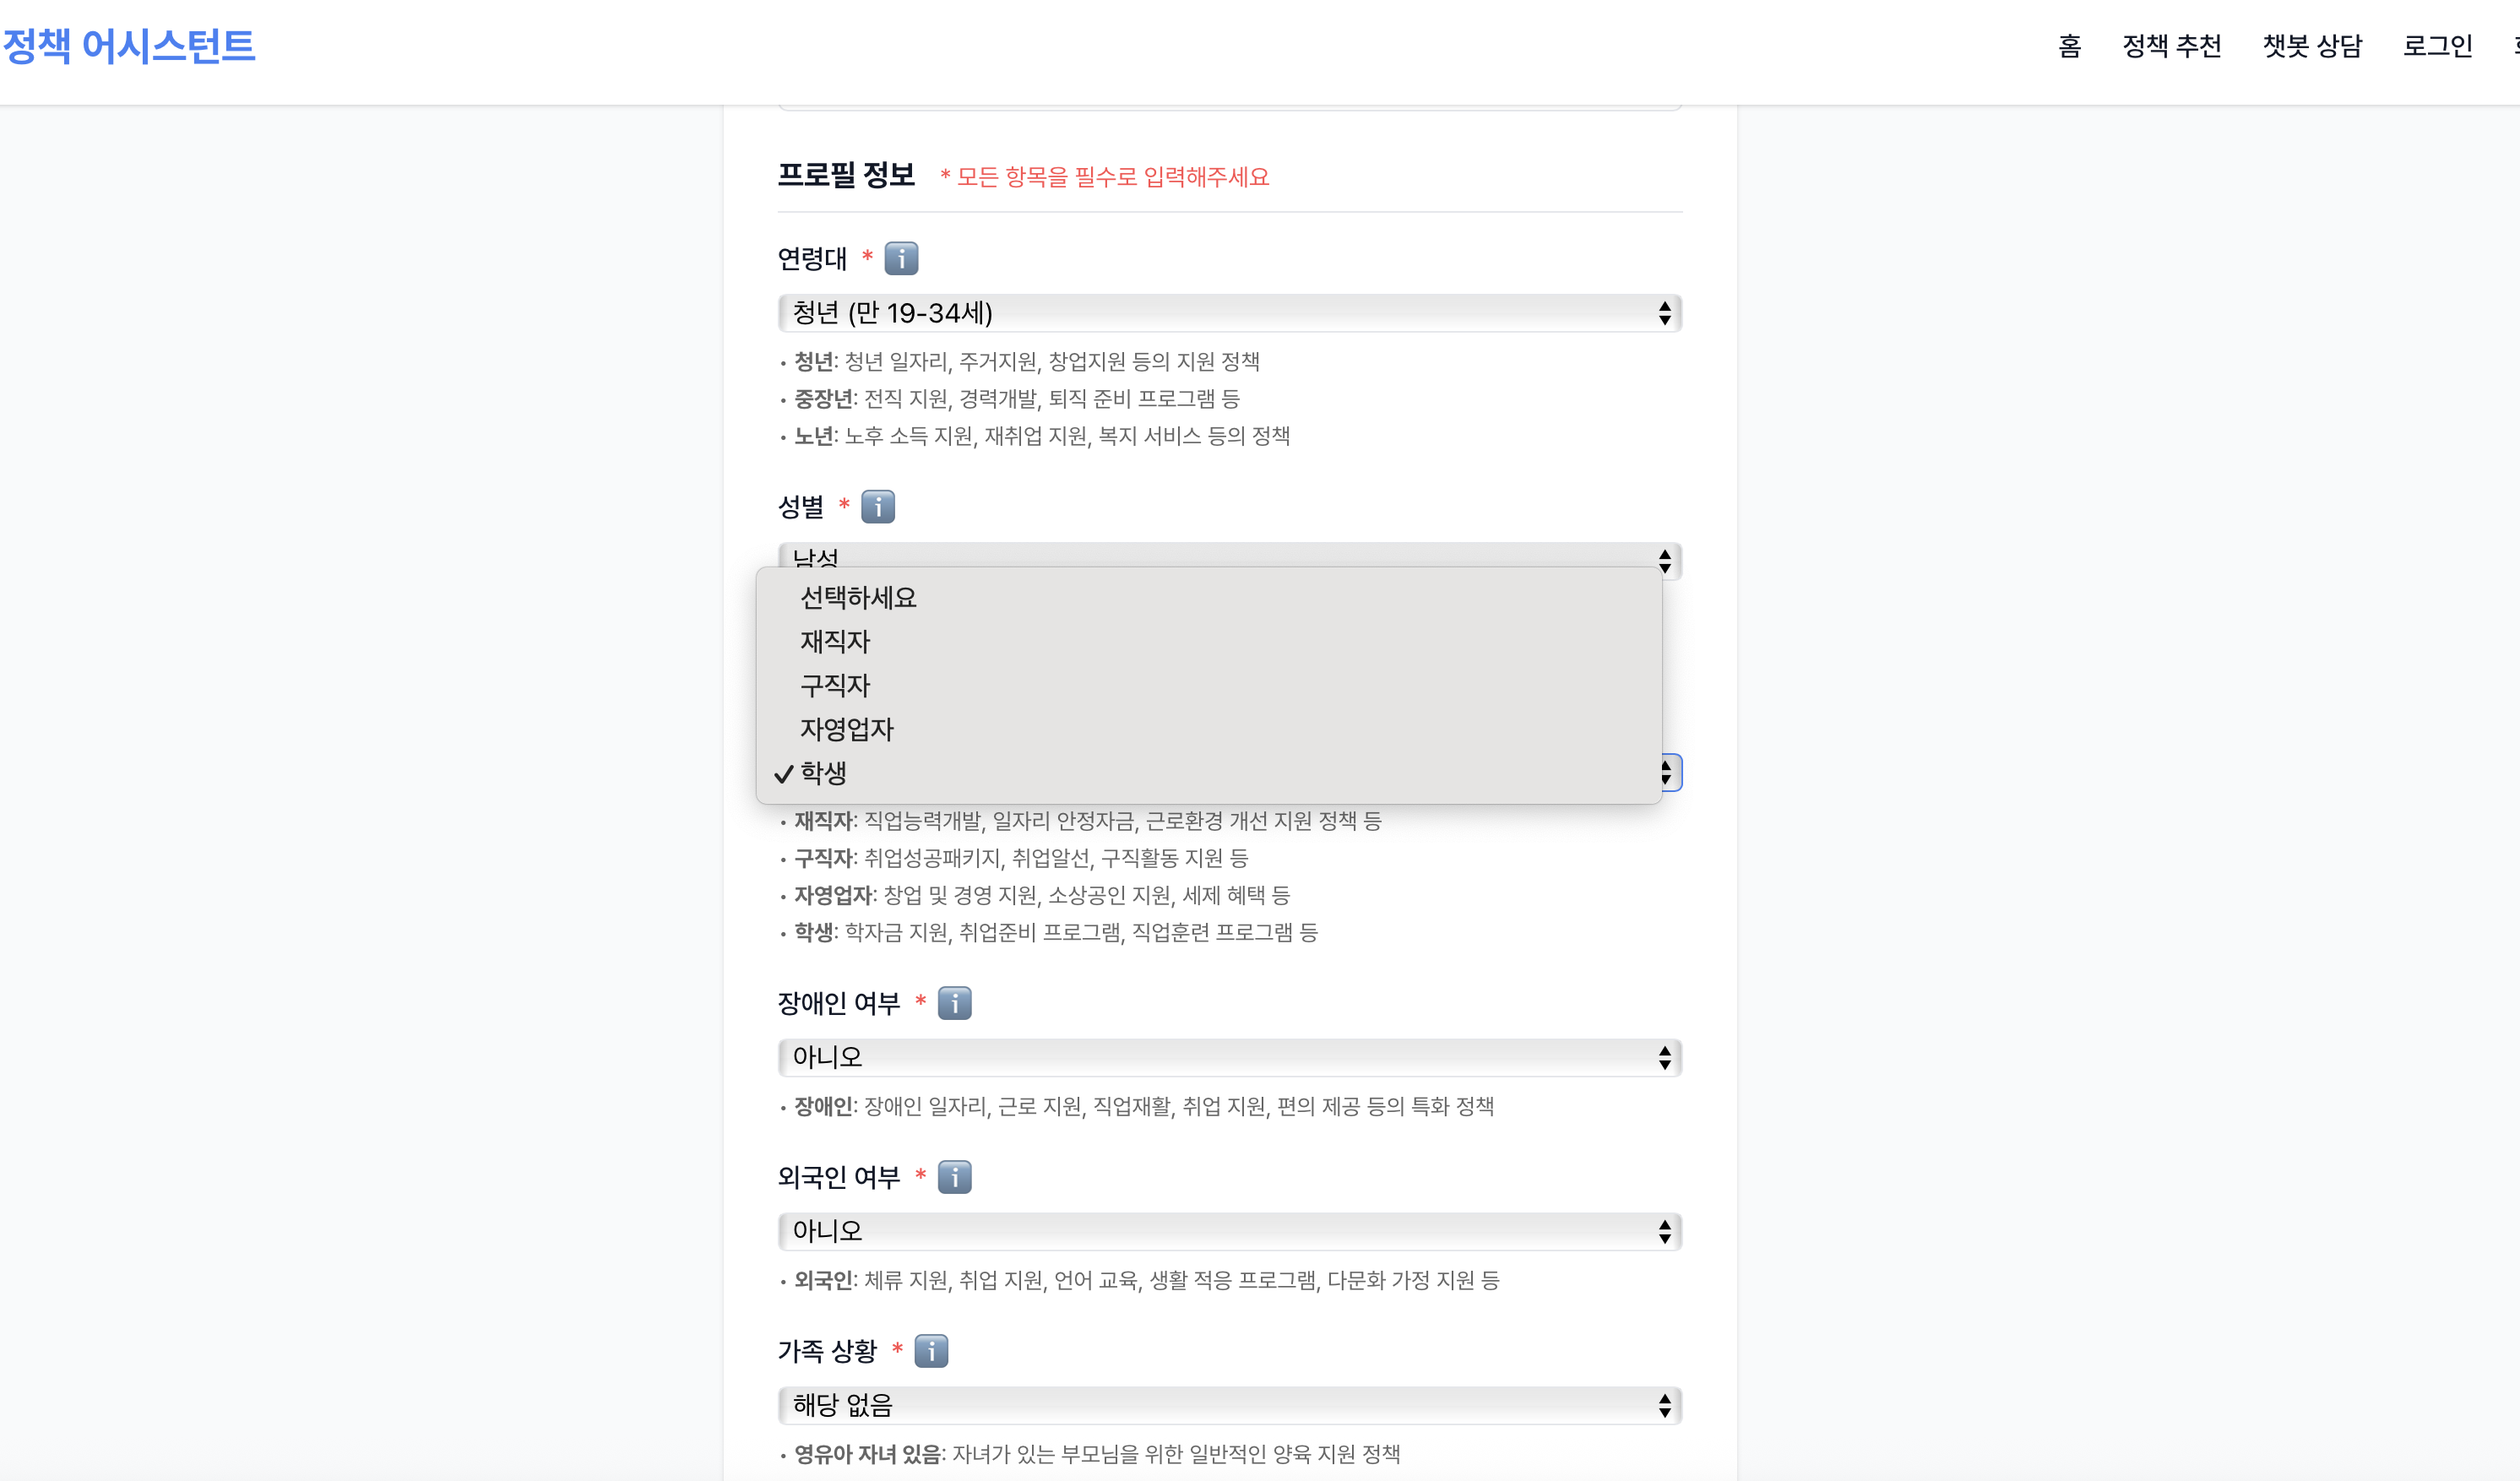 정책 어시스턴트
홈 정책 추천 챗봇 상담 로그인
프로필 정보 * 모든 항목을 필수로 입력해주세요
연령대 * i
청년 (만 19-34세)
• 청년: 청년 일자리, 주거지원, 창업지원 등의 지원 정책
• 중장년: 전직 지원, 경력개발, 퇴직 준비 프로그램 등
• 노년: 노후 소득 지원, 재취업 지원, 복지 서비스 등의 정책
성별 * i
남성
선택하세요
재직자
구직자
자영업자
✓ 학생
• 재직자: 직업능력개발, 일자리 안정자금, 근로환경 개선 지원 정책 등
• 구직자: 취업성공패키지, 취업알선, 구직활동 지원 등
• 자영업자: 창업 및 경영 지원, 소상공인 지원, 세제 혜택 등
• 학생: 학자금 지원, 취업준비 프로그램, 직업훈련 프로그램 등
장애인 여부 * i
아니오
• 장애인: 장애인 일자리, 근로 지원, 직업재활, 취업 지원, 편의 제공 등의 특화 정책
외국인 여부 * i
아니오
• 외국인: 체류 지원, 취업 지원, 언어 교육, 생활 적응 프로그램, 다문화 가정 지원 등
가족 상황 * i
해당 없음
• 영유아 자녀 있음: 자녀가 있는 부모님을 위한 일반적인 양육 지원 정책